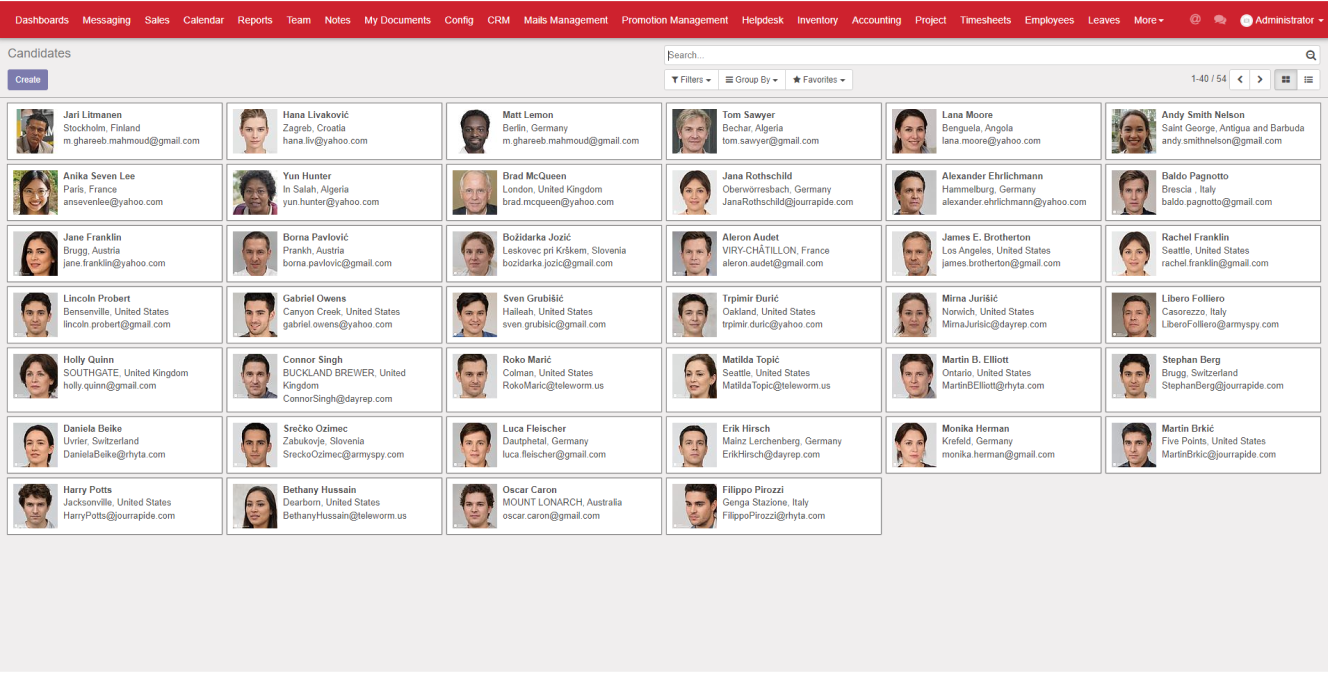 Dashboards Messaging Sales Calendar Reports Team Notes My Documents Config CRM Mails Management Promotion Management Helpdesk Inventory Accounting Project Timesheets Employees Leaves More @ Administrator
Candidates
Search...
Create
Filters Group By Favorites 1-40 / 54
Jari Litmanen
Stockholm, Finland
m.ghareeb.mahmoud@gmail.com
Hana Livaković
Zagreb, Croatia
hana.liv@yahoo.com
Matt Lemon
Berlin, Germany
m.ghareeb.mahmoud@gmail.com
Tom Sawyer
Bechar, Algeria
tom.sawyer@gmail.com
Lana Moore
Benguela, Angola
lana.moore@yahoo.com
Andy Smith Nelson
Saint George, Antigua and Barbuda
andy.smithnelson@gmail.com
Anika Seven Lee
Paris, France
ansevenlee@yahoo.com
Yun Hunter
In Salah, Algeria
yun.hunter@yahoo.com
Brad McQueen
London, United Kingdom
brad.mcqueen@yahoo.com
Jana Rothschild
Oberwörresbach, Germany
JanaRothschild@jourrapide.com
Alexander Ehrlichmann
Hammelburg, Germany
alexander.ehrlichmann@yahoo.com
Baldo Pagnotto
Brescia , Italy
baldo.pagnotto@gmail.com
Jane Franklin
Brugg, Austria
jane.franklin@yahoo.com
Borna Pavlović
Prankh, Austria
borna.pavlovic@gmail.com
Božidarka Jozić
Leskovec pri Krškem, Slovenia
bozidarka.jozic@gmail.com
Aleron Audet
VIRY-CHÂTILLON, France
aleron.audet@gmail.com
James E. Brotherton
Los Angeles, United States
james.brotherton@gmail.com
Rachel Franklin
Seattle, United States
rachel.franklin@gmail.com
Lincoln Probert
Bensenville, United States
lincoln.probert@gmail.com
Gabriel Owens
Canyon Creek, United States
gabriel.owens@yahoo.com
Sven Grubišić
Haileah, United States
sven.grubisic@gmail.com
Trpimir Đurić
Oakland, United States
trpimir.duric@yahoo.com
Mirna Jurišić
Norwich, United States
MirnaJurisic@dayrep.com
Libero Folliero
Casorezzo, Italy
LiberoFolliero@armyspy.com
Holly Quinn
SOUTHGATE, United Kingdom
holly.quinn@gmail.com
Connor Singh
BUCKLAND BREWER, United
Kingdom
ConnorSingh@dayrep.com
Roko Marić
Colman, United States
RokoMaric@teleworm.us
Matilda Topić
Seattle, United States
MatildaTopic@teleworm.us
Martin B. Elliott
Ontario, United States
MartinBElliott@rhyta.com
Stephan Berg
Brugg, Switzerland
StephanBerg@jourrapide.com
Daniela Beike
Uvrier, Switzerland
DanielaBeike@rhyta.com
Srečko Ozimec
Zabukovje, Slovenia
SreckoOzimec@armyspy.com
Luca Fleischer
Dautphetal, Germany
luca.fleischer@gmail.com
Erik Hirsch
Mainz Lerchenberg, Germany
ErikHirsch@dayrep.com
Monika Herman
Krefeld, Germany
monika.herman@gmail.com
Martin Brkić
Five Points, United States
MartinBrkic@jourrapide.com
Harry Potts
Jacksonville, United States
HarryPotts@jourrapide.com
Bethany Hussain
Dearborn, United States
BethanyHussain@teleworm.us
Oscar Caron
MOUNT LONARCH, Australia
oscar.caron@gmail.com
Filippo Pirozzi
Genga Stazione, Italy
FilippoPirozzi@rhyta.com